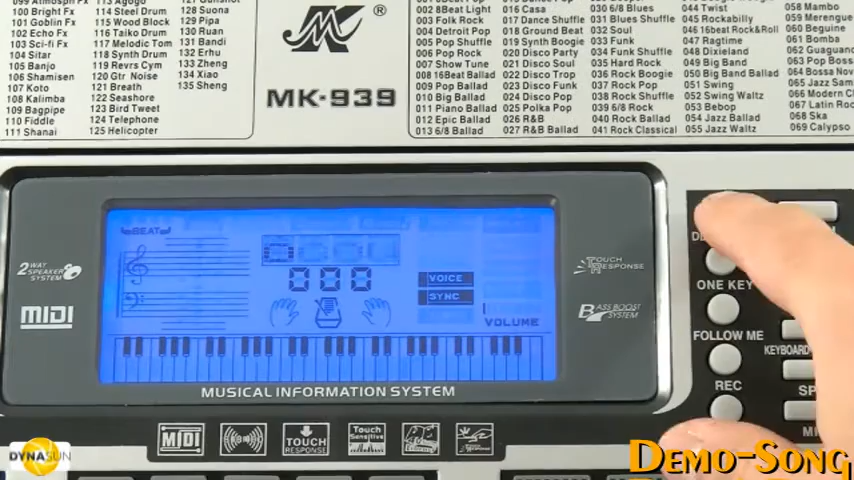 099 Atmosph Fx
100 Bright Fx
101 Goblin Fx
102 Echo Fx
103 Sci-fi Fx
104 Sitar
105 Banjo
106 Shamisen
107 Koto
108 Kalimba
109 Bagpipe
110 Fiddle
111 Shanai
113 Agogo
114 Steel Drum
115 Wood Block
116 Taiko Drum
117 Melodic Tom
118 Synth Drum
119 Revrs Cym
120 Gtr Noise
121 Breath
122 Seashore
123 Bird Tweet
124 Telephone
125 Helicopter
127 Gunshot
128 Suona
129 Pipa
130 Ruan
131 Bandi
132 Erhu
133 Zheng
134 Xiao
135 Sheng
MK®
MK-939
002 8Beat Light
003 Folk Rock
004 Detroit Pop
005 Pop Shuffle
006 Pop Rock
007 Show Tune
008 16Beat Ballad
009 Pop Ballad
010 Big Ballad
011 Piano Ballad
012 Epic Ballad
013 6/8 Ballad
016 Casa
017 Dance Shuffle
018 Ground Beat
019 Synth Boogie
020 Disco Party
021 Disco Soul
022 Disco Trop
023 Disco Funk
024 Disco Pop
025 Polka Pop
026 R&B
027 R&B Ballad
030 6/8 Blues
031 Blues Shuffle
032 Soul
033 Funk
034 Funk Shuffle
035 Hard Rock
036 Rock Boogie
037 Rock Pop
038 Rock Shuffle
039 6/8 Rock
040 Rock Ballad
041 Rock Classical
044 Twist
045 Rockabilly
046 16beat Rock&Roll
047 Ragtime
048 Dixieland
049 Big Band
050 Big Band Ballad
051 Swing
052 Swing Waltz
053 Bebop
054 Jazz Ballad
055 Jazz Waltz
058 Mambo
059 Merengue
060 Beguine
061 Bomba
062 Guaguanc
063 Pop Bossa
064 Bossa Nov
065 Jazz Sam
066 Modern C
067 Latin Ro
068 Ska
069 Calypso
2 WAY SPEAKER SYSTEM
MIDI
BEAT
000
VOICE
SYNC
VOLUME
TOUCH RESPONSE
BASS BOOST SYSTEM
MUSICAL INFORMATION SYSTEM
ONE KEY
FOLLOW ME
KEYBOARD
REC
MIDI
TOUCH RESPONSE
Touch Sensitive
DYNASUN
Demo-Song